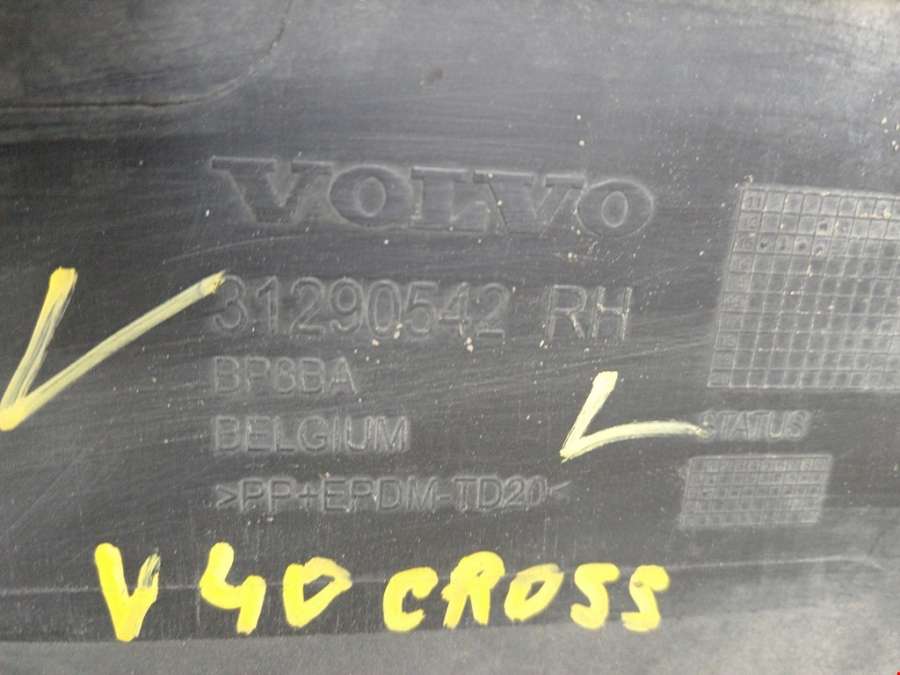 VOLVO
31290542 RH
BP8BA
BELGIUM
STATUS
>PP+EPDM-TD20<
V40 CROSS